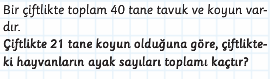 Bir çiftlikte toplam 40 tane tavuk ve koyun var-
dır.
Çiftlikte 21 tane koyun olduğuna göre, çiftlikte-
ki hayvanların ayak sayıları toplamı kaçtır?